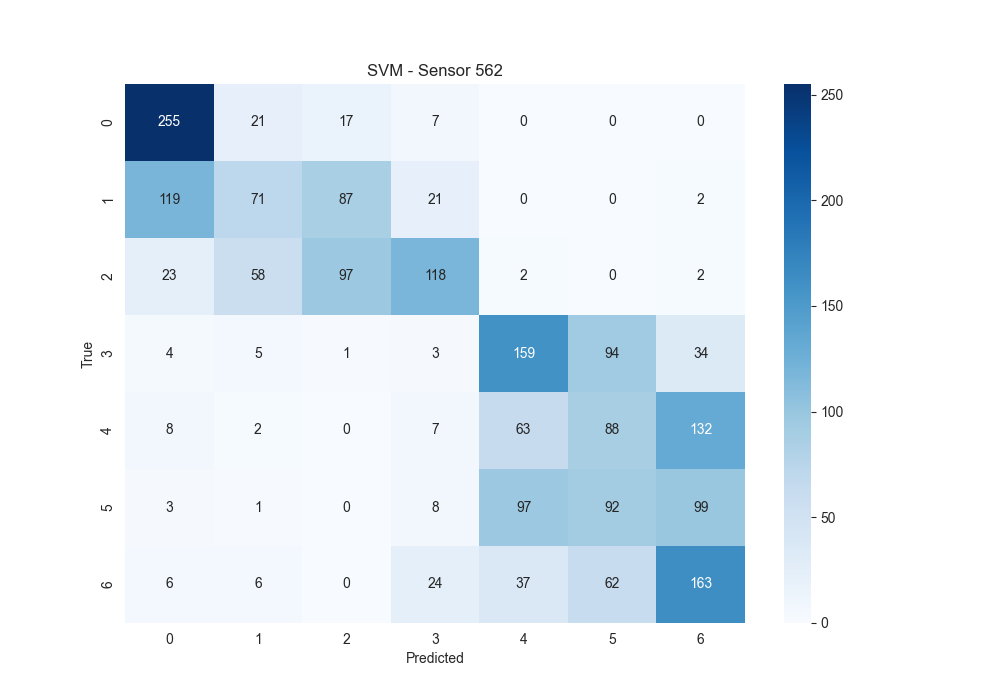 SVM - Sensor 562
0 255 21 17 7 0 0 0 250
1 119 71 87 21 0 0 2 200
2 23 58 97 118 2 0 2 150
True
3 4 5 1 3 159 94 34
4 8 2 0 7 63 88 132 100
5 3 1 0 8 97 92 99 50
6 6 6 0 24 37 62 163 0
0 1 2 3 4 5 6
Predicted